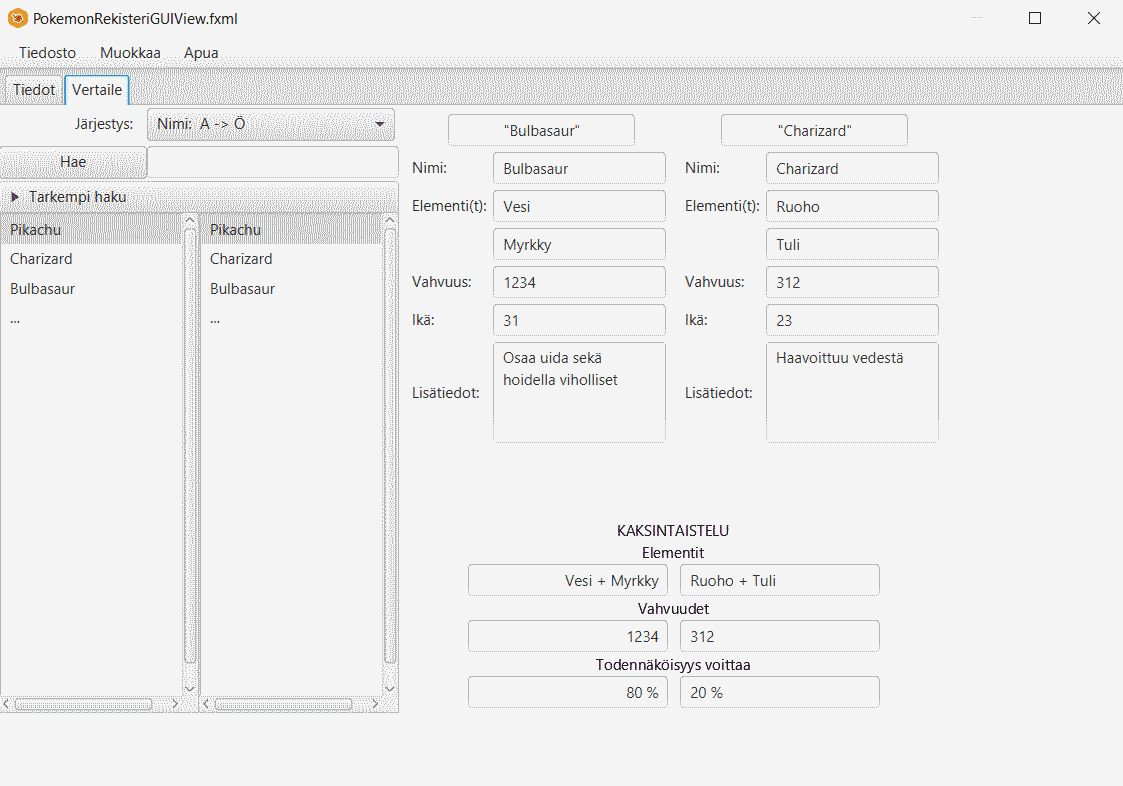 PokemonRekisteriGUIView.fxml
Tiedosto Muokkaa Apua
Tiedot Vertaile
Järjestys: Nimi: A -> Ö
Hae
Tarkempi haku
Pikachu
Charizard
Bulbasaur
...
Pikachu
Charizard
Bulbasaur
...
"Bulbasaur"
Nimi: Bulbasaur
Elementi(t): Vesi
Myrkky
Vahvuus: 1234
Ikä: 31
Lisätiedot: Osaa uida sekä
hoidella viholliset
"Charizard"
Nimi: Charizard
Elementi(t): Ruoho
Tuli
Vahvuus: 312
Ikä: 23
Lisätiedot: Haavoittuu vedestä
KAKSINTAISTELU
Elementit
Vesi + Myrkky Ruoho + Tuli
Vahvuudet
1234 312
Todennäköisyys voittaa
80 % 20 %